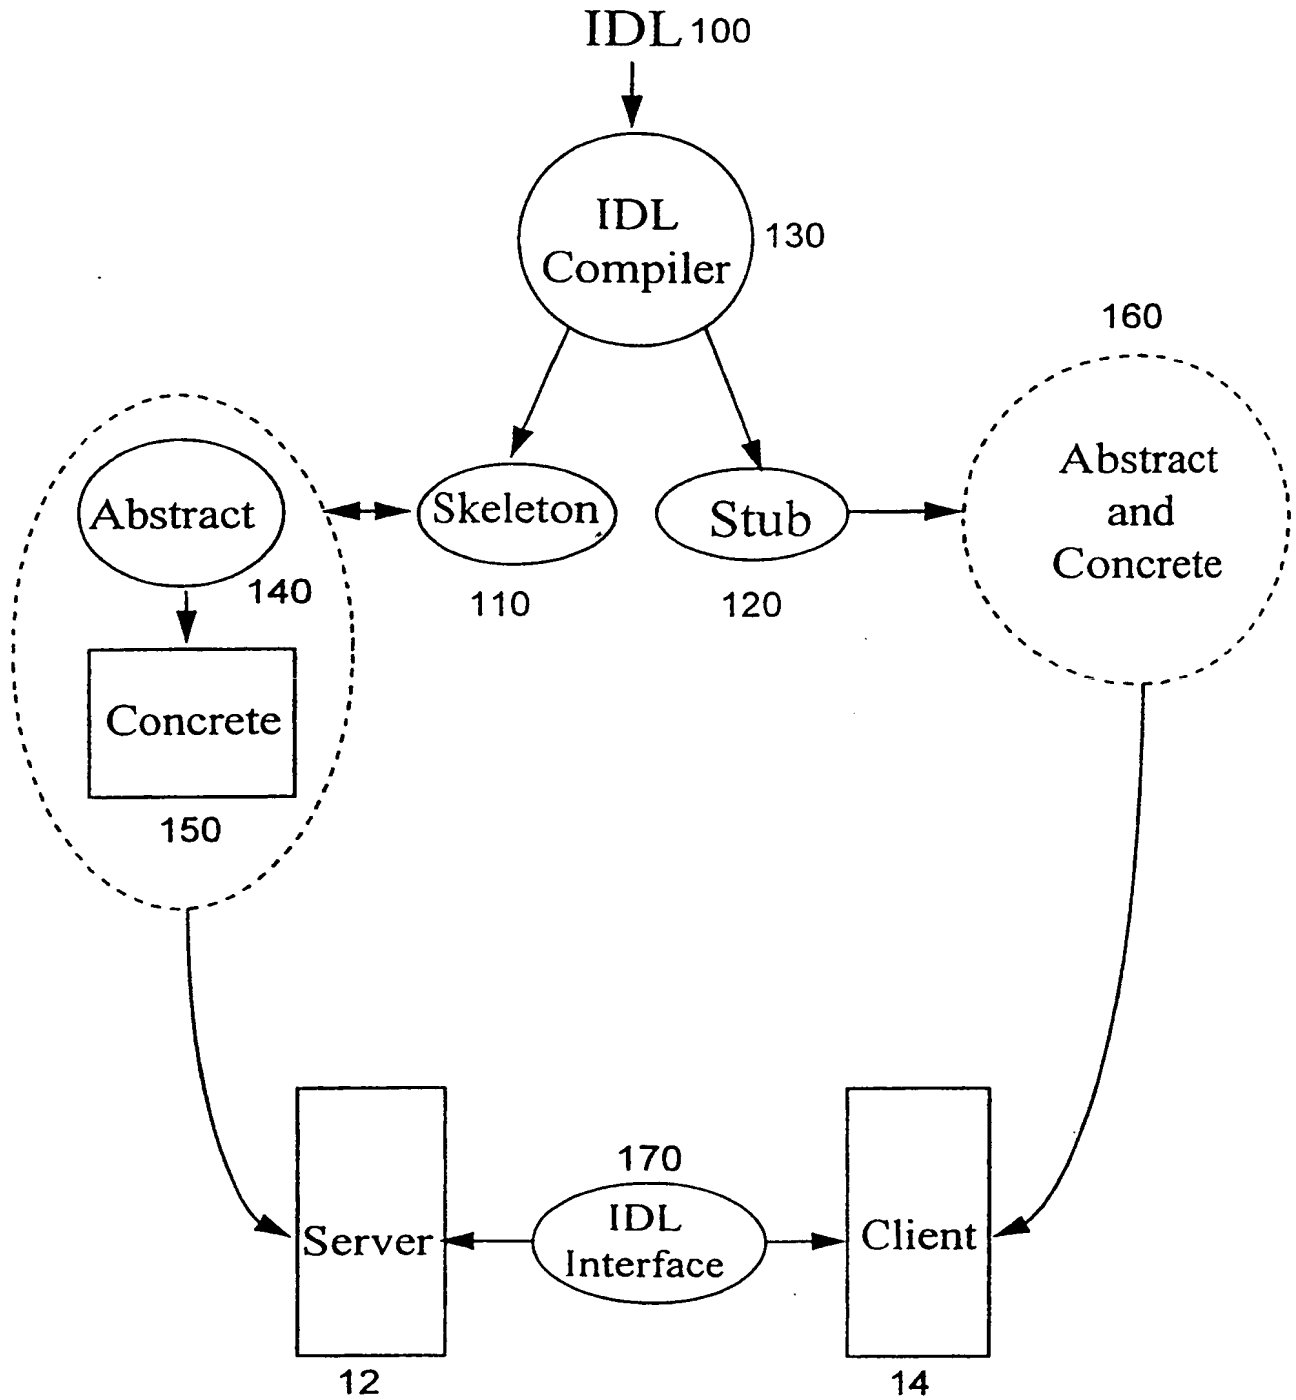 IDL 100
IDL
Compiler
130
160
Abstract
140
Skeleton
110
Stub
120
Abstract
and
Concrete
Concrete
150
170
Server
12
IDL
Interface
Client
14